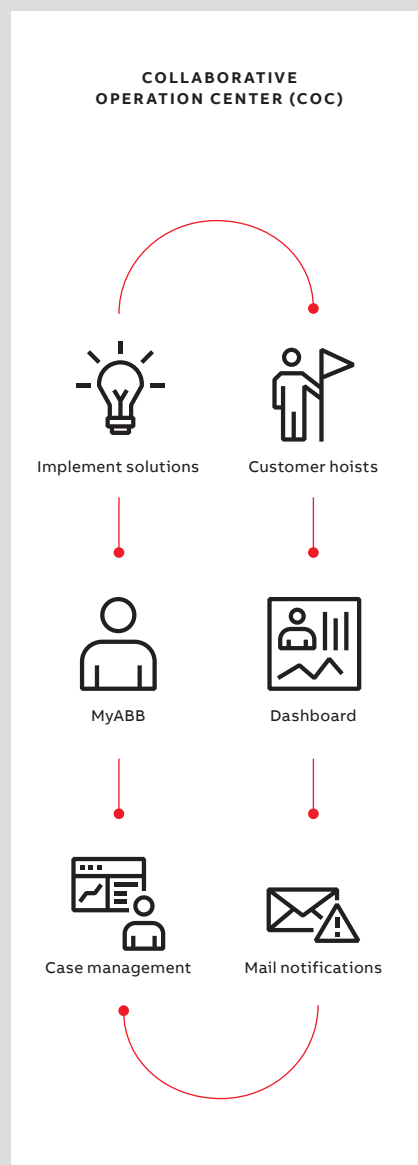 COLLABORATIVE
OPERATION CENTER (COC)
Implement solutions
Customer hoists
MyABB
Dashboard
Case management
Mail notifications